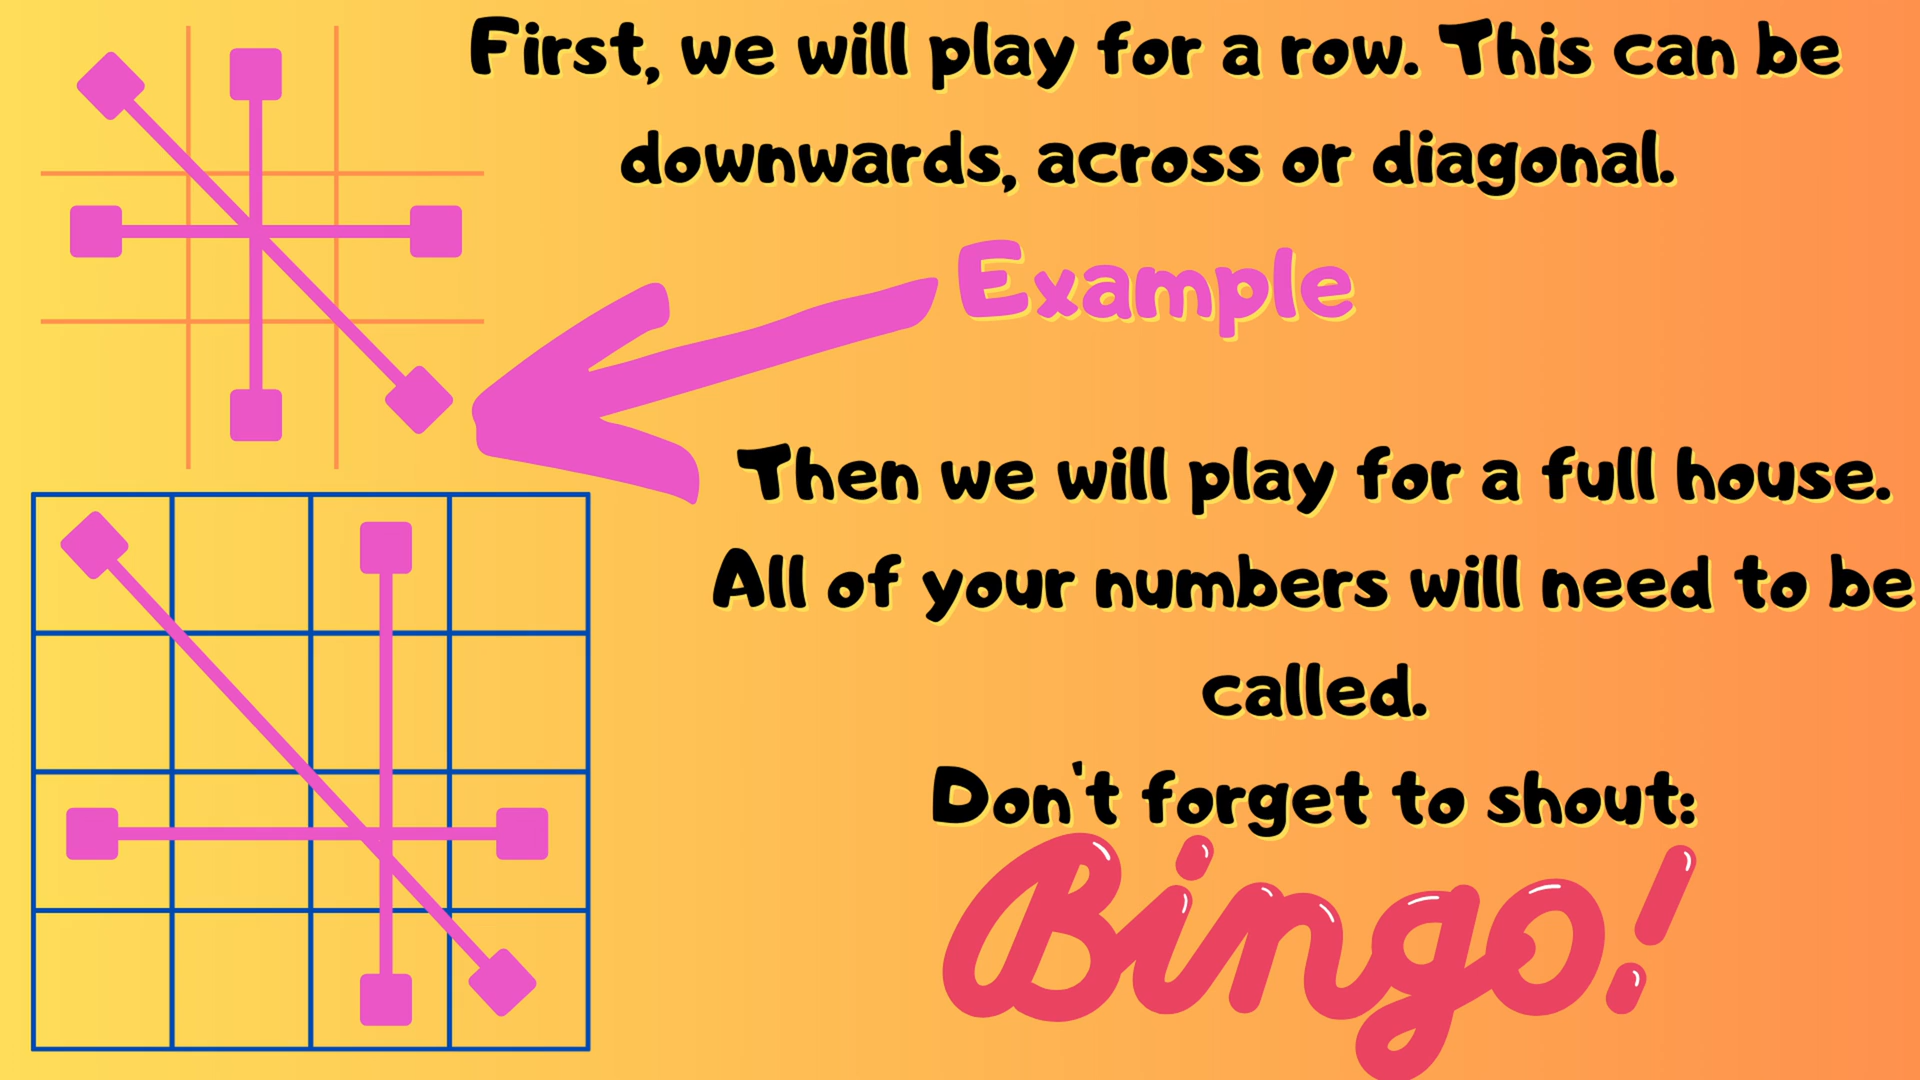 First, we will play for a row. This can be
downwards, across or diagonal.
Example
Then we will play for a full house.
All of your numbers will need to be
called.
Don't forget to shout:
Bingo!